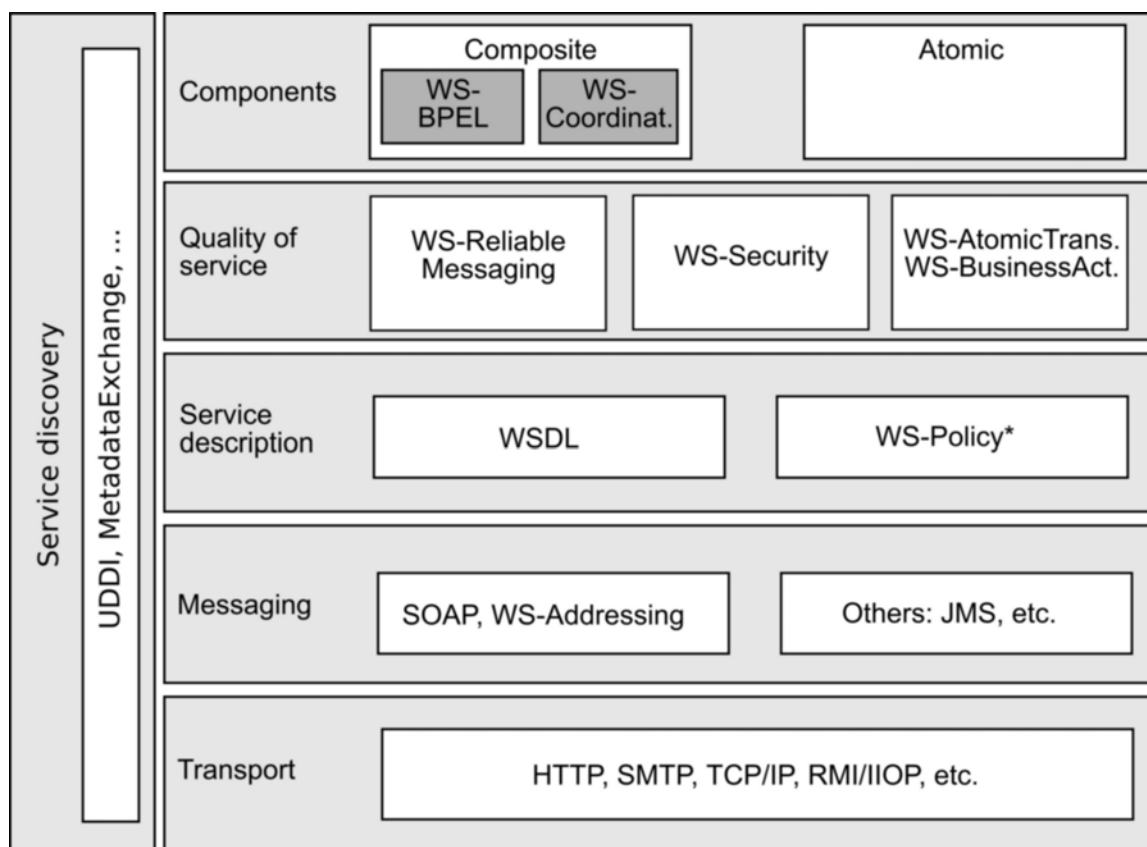 Service discovery
UDDI, MetadataExchange, ...
Components
Composite
WS-
BPEL
WS-
Coordinat.
Atomic
Quality of
service
WS-Reliable
Messaging
WS-Security
WS-AtomicTrans.
WS-BusinessAct.
Service
description
WSDL
WS-Policy*
Messaging
SOAP, WS-Addressing
Others: JMS, etc.
Transport
HTTP, SMTP, TCP/IP, RMI/IIOP, etc.